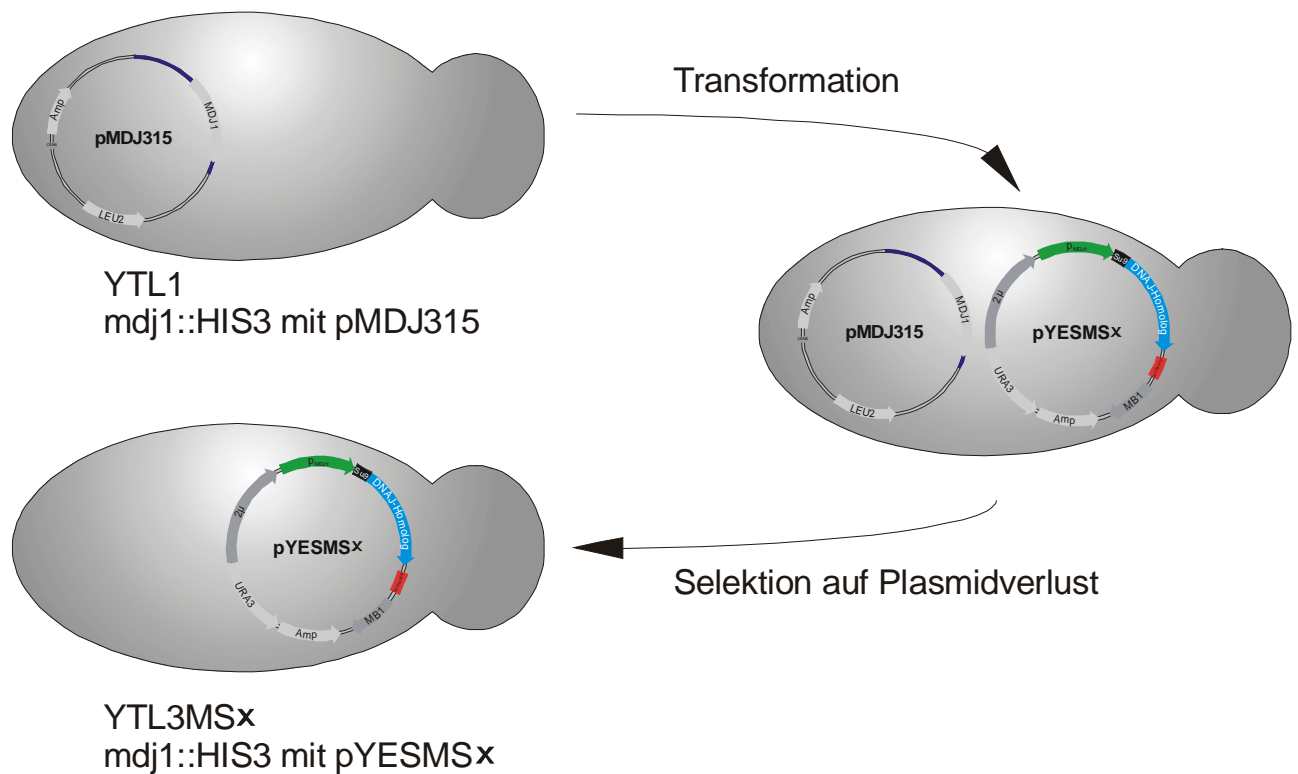 Transformation
Amp
MDJ1
pMDJ315
LEU2
YTL1
mdj1::HIS3 mit pMDJ315
Amp
MDJ1
pMDJ315
LEU2
PMDJ1
Su9
DNAJ-Homolog
2µ
pYESMSx
URA3
Amp
MB1
PMDJ1
Su9
DNAJ-Homolog
2µ
pYESMSx
URA3
Amp
MB1
Selektion auf Plasmidverlust
YTL3MSx
mdj1::HIS3 mit pYESMSx